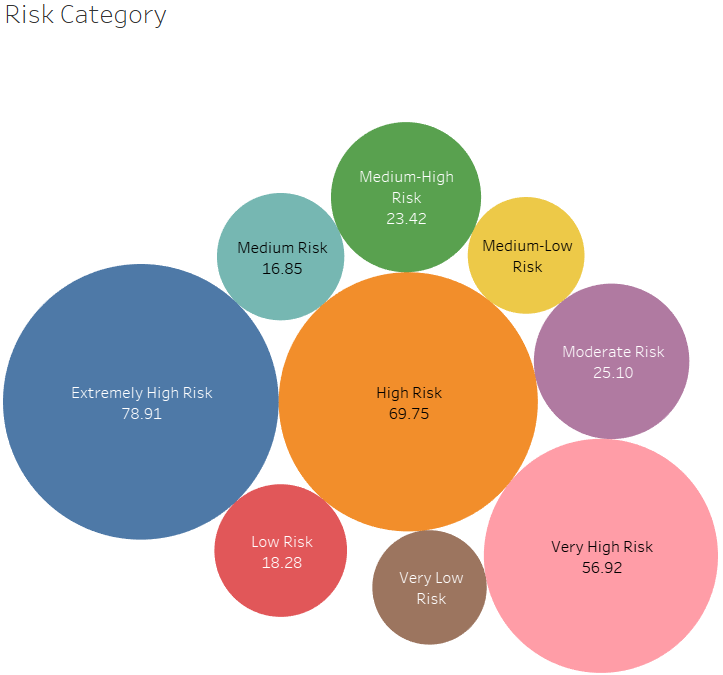 Risk Category
Medium-High
Risk
23.42
Medium-Low
Risk
Medium Risk
16.85
Moderate Risk
25.10
Extremely High Risk
78.91
High Risk
69.75
Low Risk
18.28
Very Low
Risk
Very High Risk
56.92